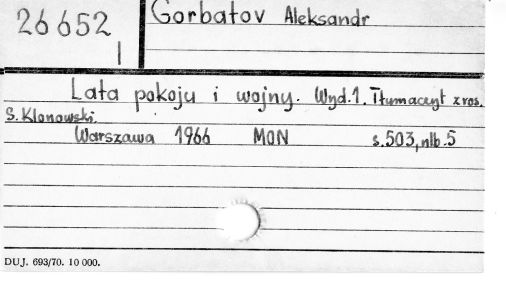 26652
I
Gorbatov Aleksandr
Lata pokoju i wojny. Wyd.1. Tłumaczył z ros.
S. Klonowski.
Warszawa 1966 MON s.503, nlb.5
DUJ. 693/70. 10 000.